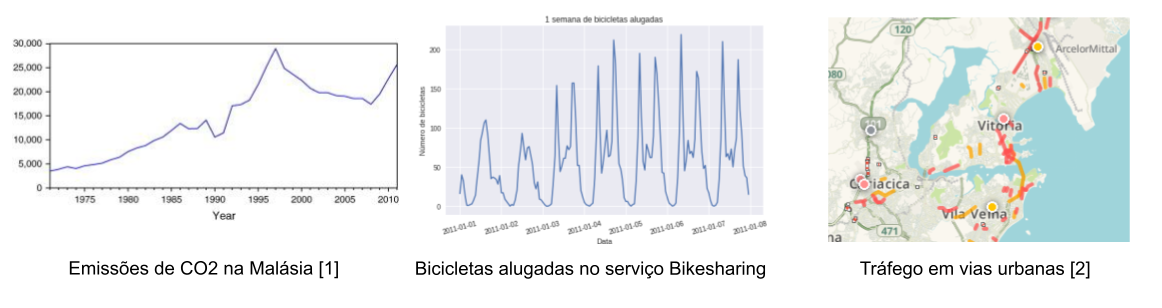 30,000
25,000
20,000
15,000
10,000
5,000
0
1975 1980 1985 1990 1995 2000 2005 2010
Year
Emissões de CO2 na Malásia [1]
1 semana de bicicletas alugadas
Número de bicicletas
200
150
100
50
0
2011-01-01 2011-01-02 2011-01-03 2011-01-04 2011-01-05 2011-01-06 2011-01-07 2011-01-08
Data
Bicicletas alugadas no serviço Bikesharing
120
ArcelorMittal
080
101
Vitória
Cariacica
Vila Velha
471
na
Tráfego em vias urbanas [2]